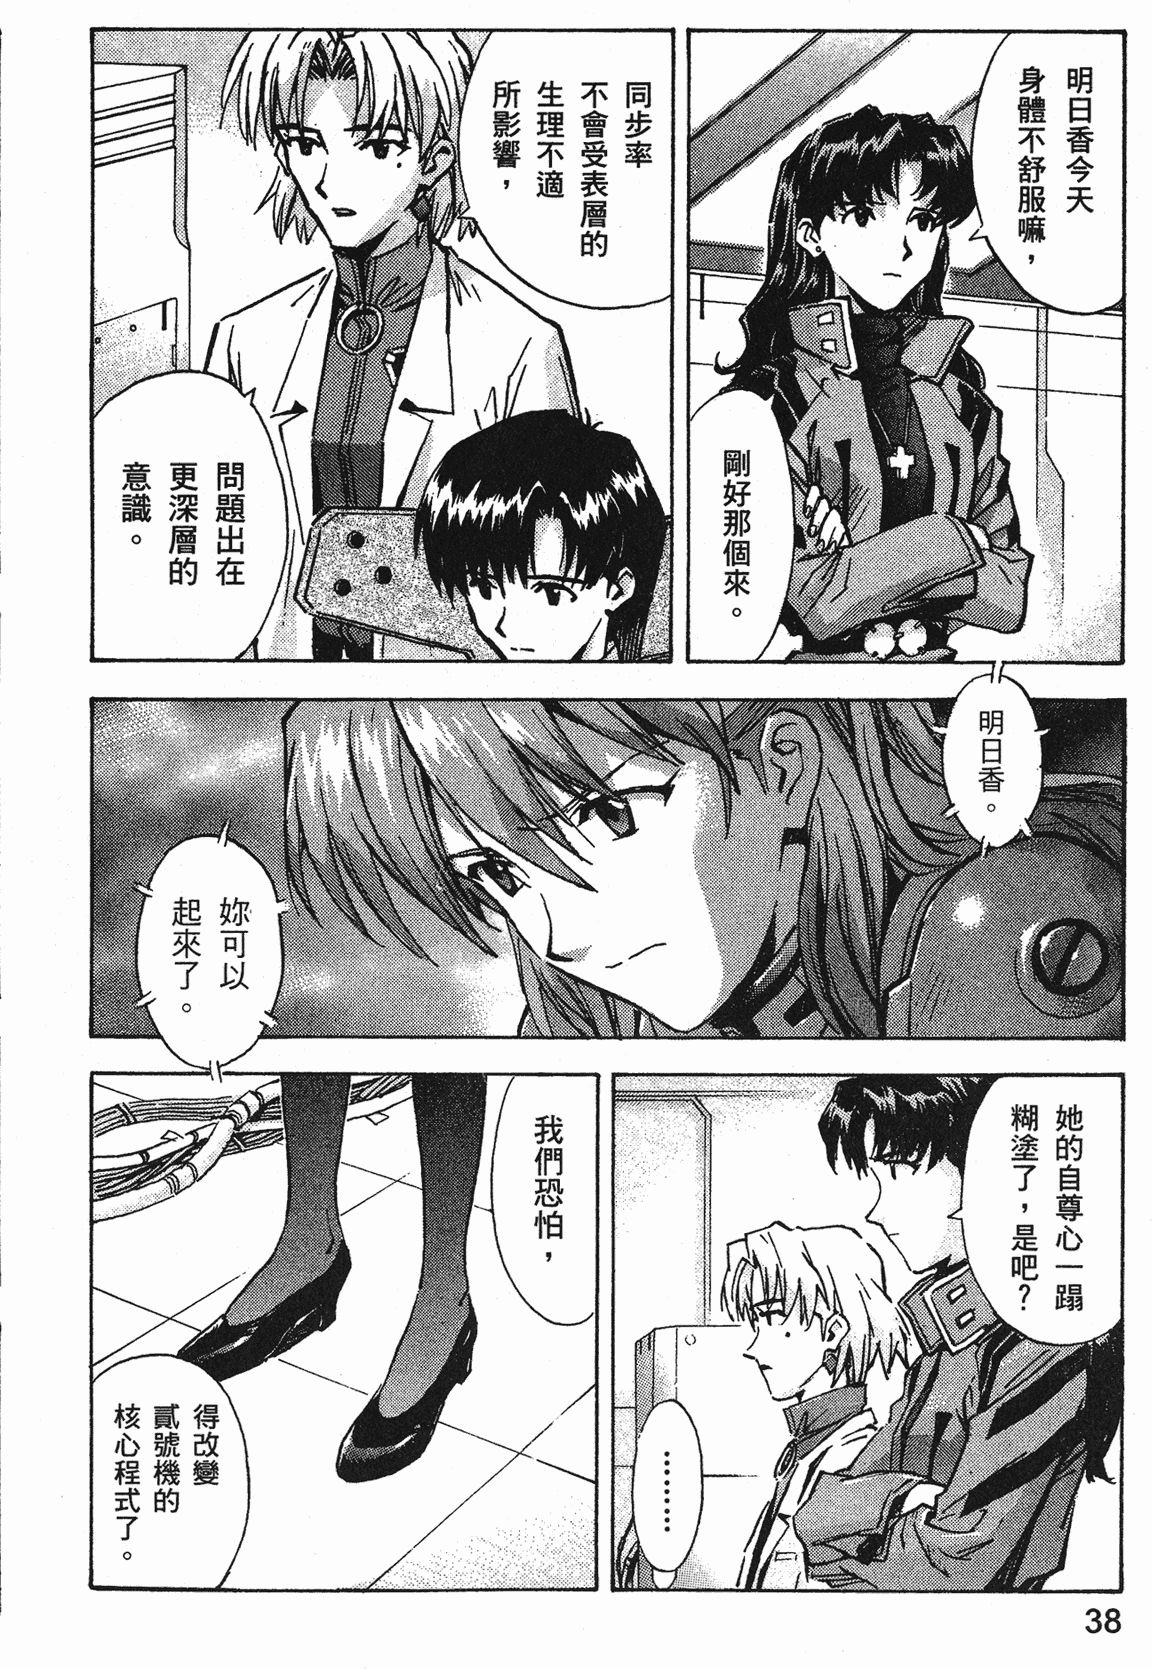 明日香今天
身體不舒服嘛，
剛好那個來。
同步率
不會受表層的
生理不適
所影響，
問題出在
更深層的
意識。
明日香。
妳可以
起來了。
她的自尊心一蹋
糊塗了，是吧？
………
我們恐怕，
得改變
貳號機的
核心程式了。
38